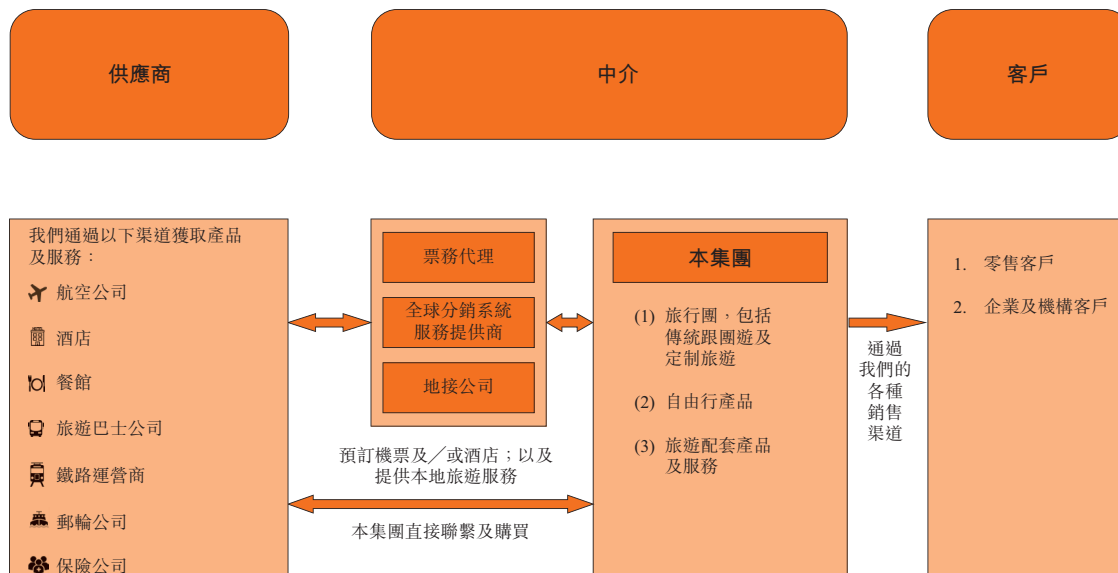 供應商
中介
客戶
我們通過以下渠道獲取產品
及服務：
航空公司
酒店
餐館
旅遊巴士公司
鐵路運營商
郵輪公司
保險公司
票務代理
全球分銷系統
服務提供商
地接公司
預訂機票及／或酒店；以及
提供本地旅遊服務
本集團直接聯繫及購買
本集團
(1) 旅行團，包括
傳統跟團遊及
定制旅遊
(2) 自由行產品
(3) 旅遊配套產品
及服務
通過
我們的
各種
銷售
渠道
1. 零售客戶
2. 企業及機構客戶